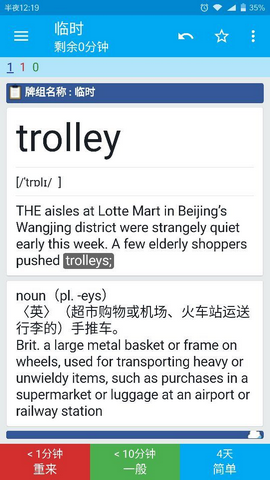 半夜12:19
35%
临时
剩余0分钟
1 1 0
牌组名称 : 临时
trolley
[/ˈtrɒlɪ/ ]
THE aisles at Lotte Mart in Beijing's
Wangjing district were strangely quiet
early this week. A few elderly shoppers
pushed trolleys;
noun（pl. -eys）
〈英〉（超市购物或机场、火车站运送
行李的）手推车。
Brit. a large metal basket or frame on
wheels, used for transporting heavy or
unwieldy items, such as purchases in a
supermarket or luggage at an airport or
railway station
< 1分钟
重来
< 10分钟
一般
4天
简单